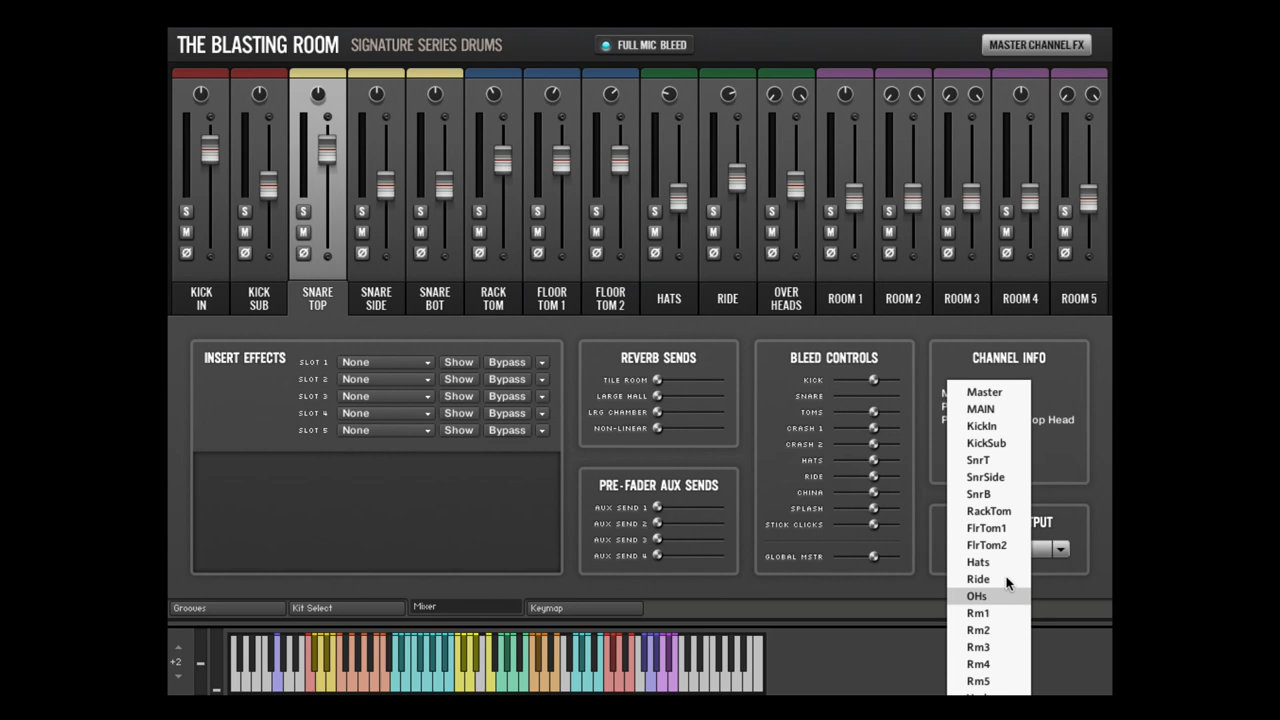 THE BLASTING ROOM SIGNATURE SERIES DRUMS FULL MIC BLEED MASTER CHANNEL FX
S S S S S S S S S S S S S S S S
M M M M M M M M M M M M M M M M
Ø Ø Ø Ø Ø Ø Ø Ø Ø Ø Ø Ø Ø Ø Ø Ø
KICK IN
KICK SUB
SNARE TOP
SNARE SIDE
SNARE BOT
RACK TOM
FLOOR TOM 1
FLOOR TOM 2
HATS
RIDE
OVER HEADS
ROOM 1
ROOM 2
ROOM 3
ROOM 4
ROOM 5
INSERT EFFECTS
SLOT 1 None Show Bypass
SLOT 2 None Show Bypass
SLOT 3 None Show Bypass
SLOT 4 None Show Bypass
SLOT 5 None Show Bypass
REVERB SENDS
TILE ROOM
LARGE HALL
LRG CHAMBER
NON-LINEAR
PRE-FADER AUX SENDS
AUX SEND 1
AUX SEND 2
AUX SEND 3
AUX SEND 4
BLEED CONTROLS
KICK
SNARE
TOMS
CRASH 1
CRASH 2
HATS
RIDE
CHINA
SPLASH
STICK CLICKS
GLOBAL MSTR
CHANNEL INFO
op Head
Master
MAIN
KickIn
KickSub
SnrT
SnrSide
SnrB
RackTom
FlrTom1
FlrTom2
Hats
Ride
OHs
Rm1
Rm2
Rm3
Rm4
Rm5
Grooves
Kit Select
Mixer
Keymap
+2